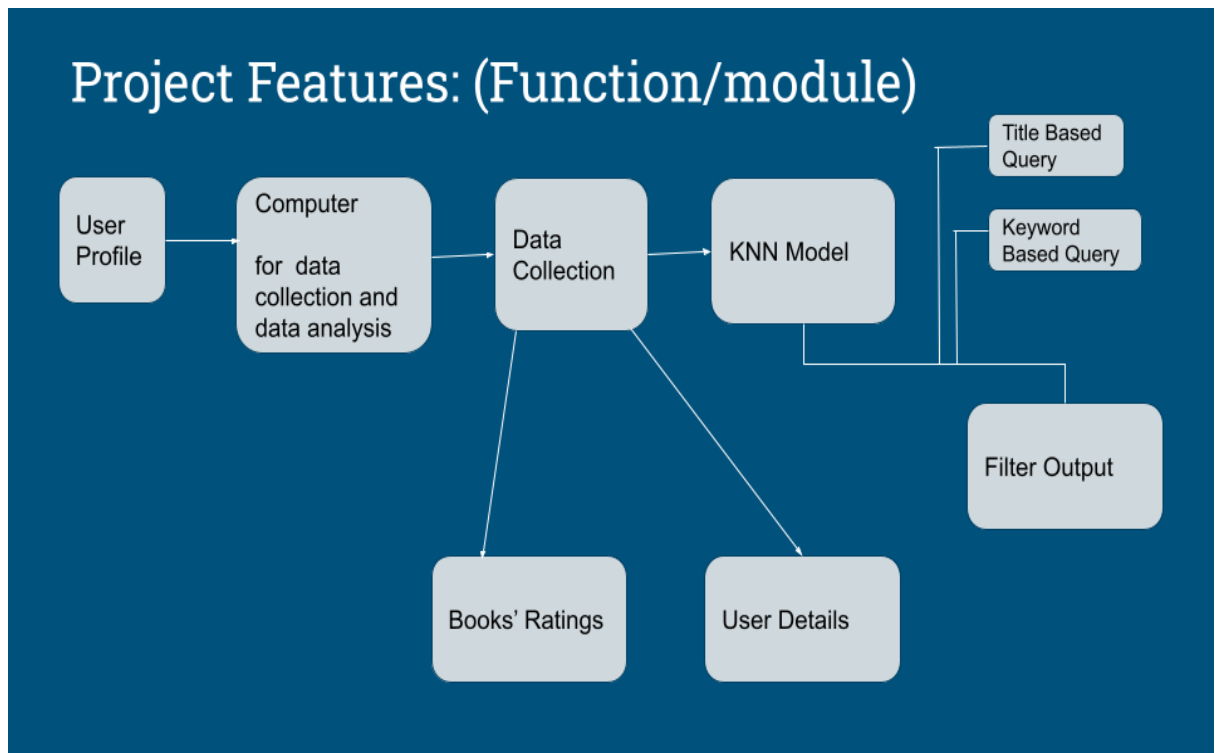 Project Features: (Function/module)
Title Based
Query
User
Profile
Computer
for data
collection and
data analysis
Data
Collection
KNN Model
Keyword
Based Query
Filter Output
Books’ Ratings
User Details